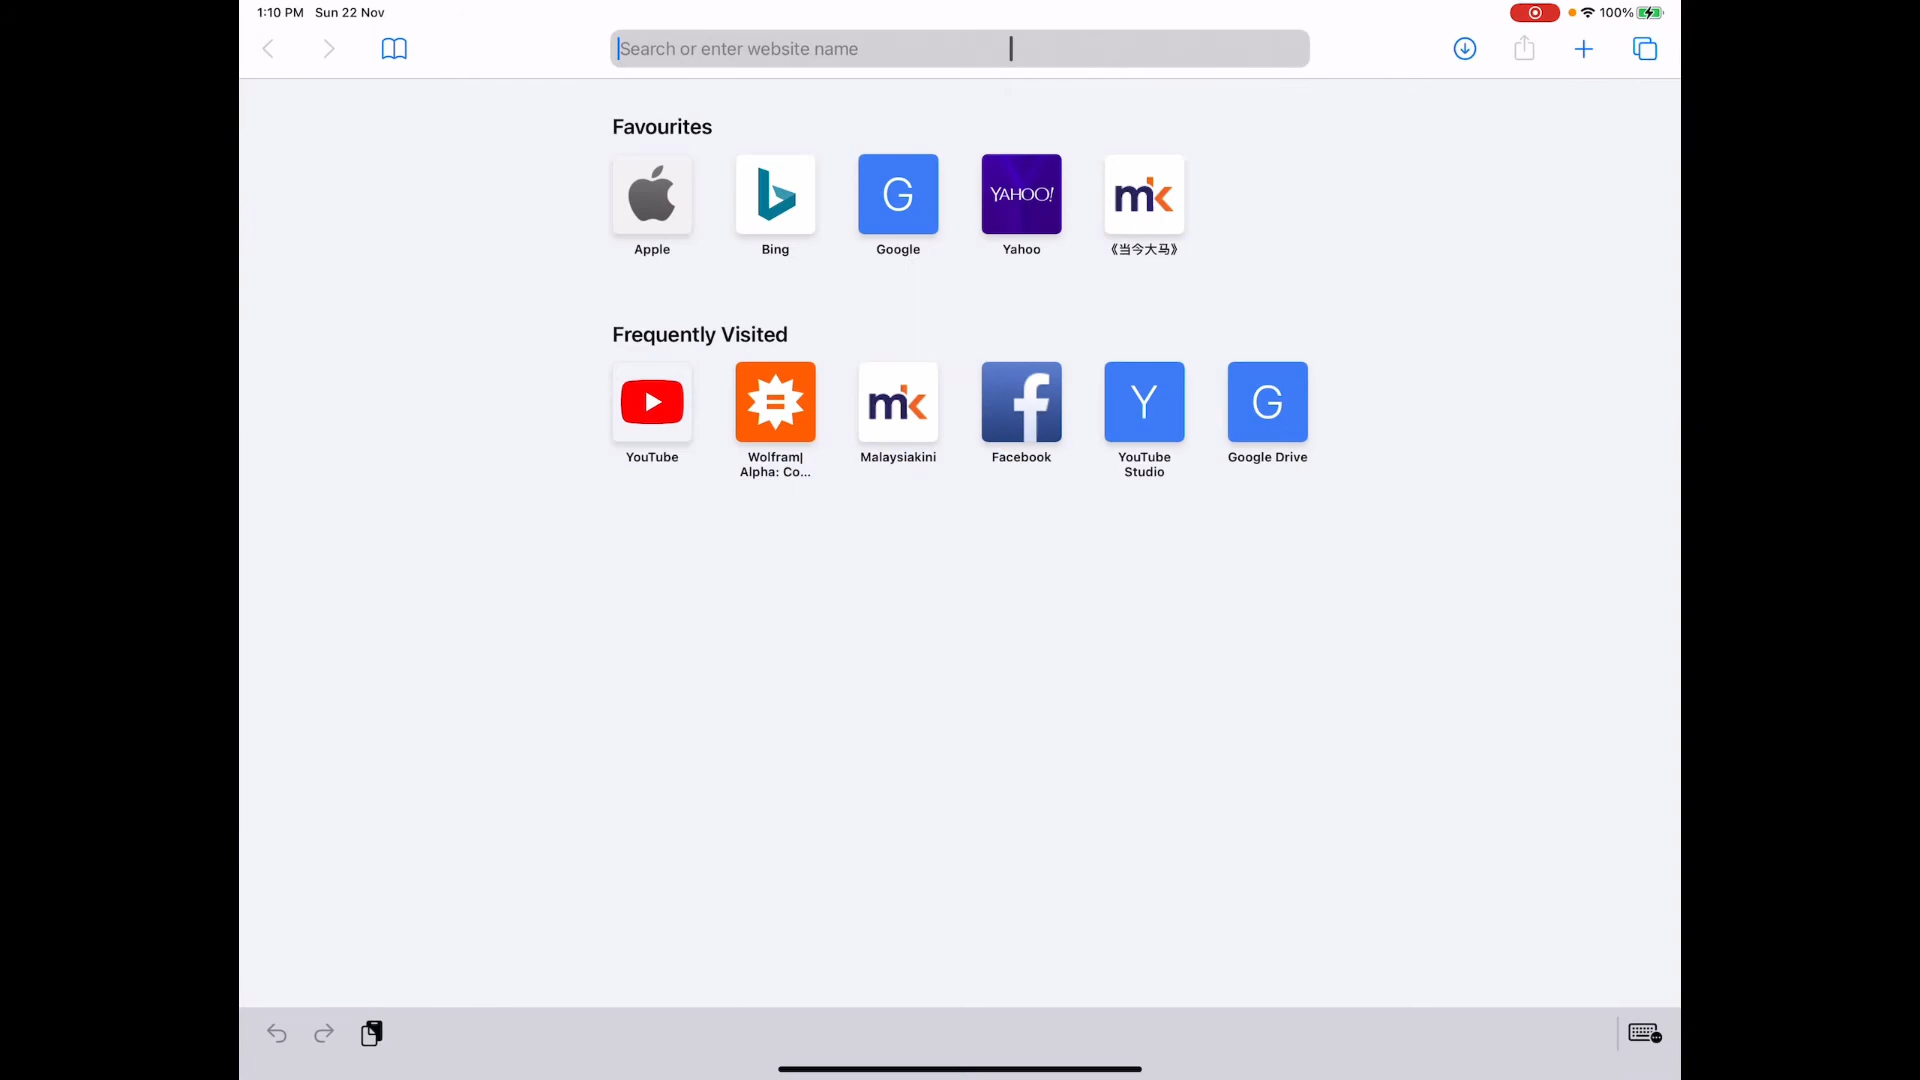 1:10 PM Sun 22 Nov
100%
Search or enter website name
Favourites
G
YAHOO!
mk
Apple
Bing
Google
Yahoo
《当今大马》
Frequently Visited
mk
f
Y
G
YouTube
Wolfram|
Alpha: Co...
Malaysiakini
Facebook
YouTube
Studio
Google Drive